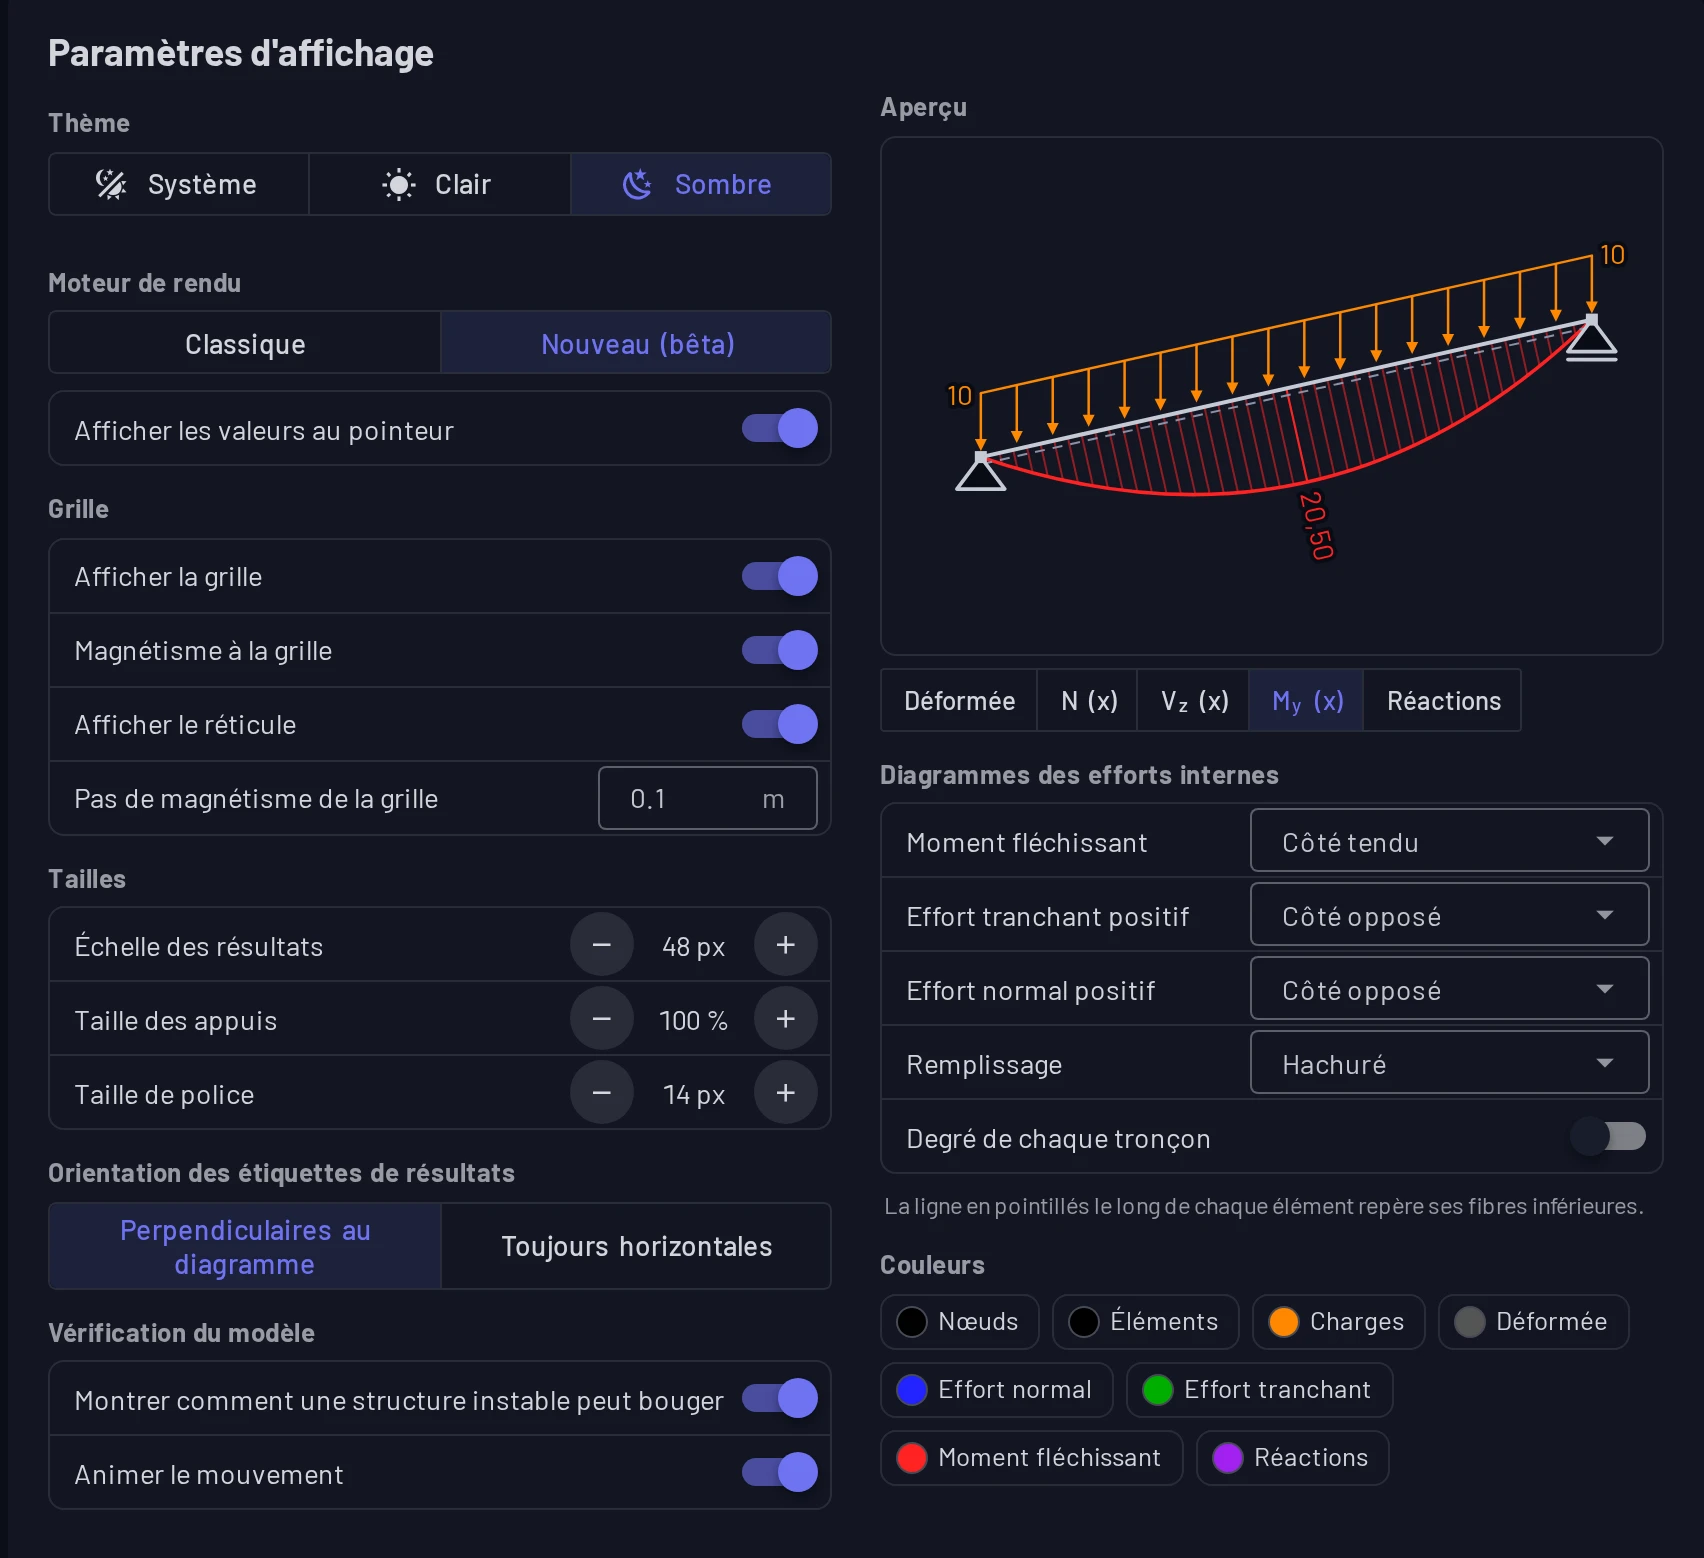 Paramètres d'affichage
Thème
Système
Clair
Sombre
Moteur de rendu
Classique
Nouveau (bêta)
Afficher les valeurs au pointeur
Grille
Afficher la grille
Magnétisme à la grille
Afficher le réticule
Pas de magnétisme de la grille
0.1 m
Tailles
Échelle des résultats
− 48 px +
Taille des appuis
− 100 % +
Taille de police
− 14 px +
Orientation des étiquettes de résultats
Perpendiculaires au
diagramme
Toujours horizontales
Vérification du modèle
Montrer comment une structure instable peut bouger
Animer le mouvement
Aperçu
10
10
20,50
Déformée
N (x)
Vz (x)
My (x)
Réactions
Diagrammes des efforts internes
Moment fléchissant
Côté tendu
Effort tranchant positif
Côté opposé
Effort normal positif
Côté opposé
Remplissage
Hachuré
Degré de chaque tronçon
La ligne en pointillés le long de chaque élément repère ses fibres inférieures.
Couleurs
Nœuds
Éléments
Charges
Déformée
Effort normal
Effort tranchant
Moment fléchissant
Réactions